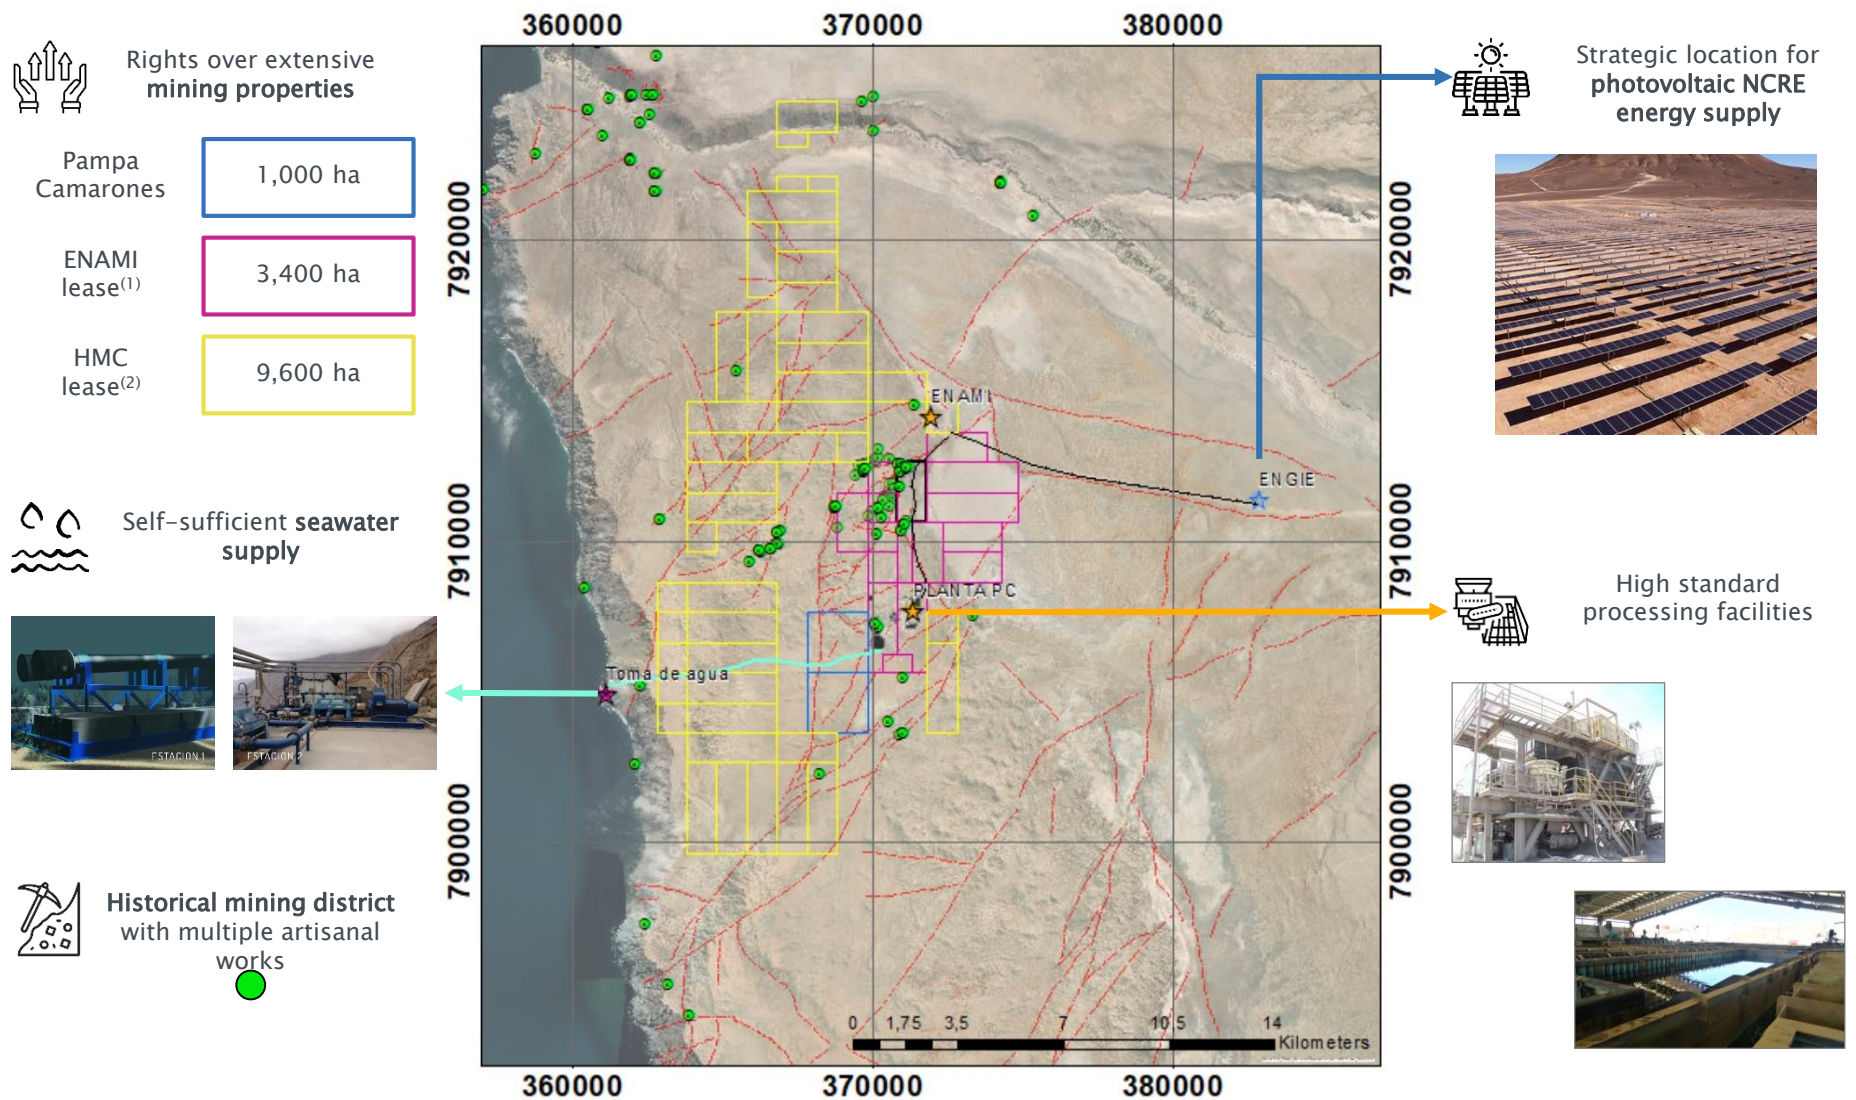 Rights over extensive
mining properties
Pampa
Camarones
1,000 ha
ENAMI
lease(1)
3,400 ha
HMC
lease(2)
9,600 ha
Self-sufficient seawater
supply
ESTACION 1
ESTACION 2
Historical mining district
with multiple artisanal
works
360000
370000
380000
7920000
7910000
7900000
7920000
7910000
7900000
ENAMI
ENGIE
PLANTA PC
Toma de agua
0 1,75 3,5 7 10,5 14
Kilometers
360000
370000
380000
Strategic location for
photovoltaic NCRE
energy supply
High standard
processing facilities